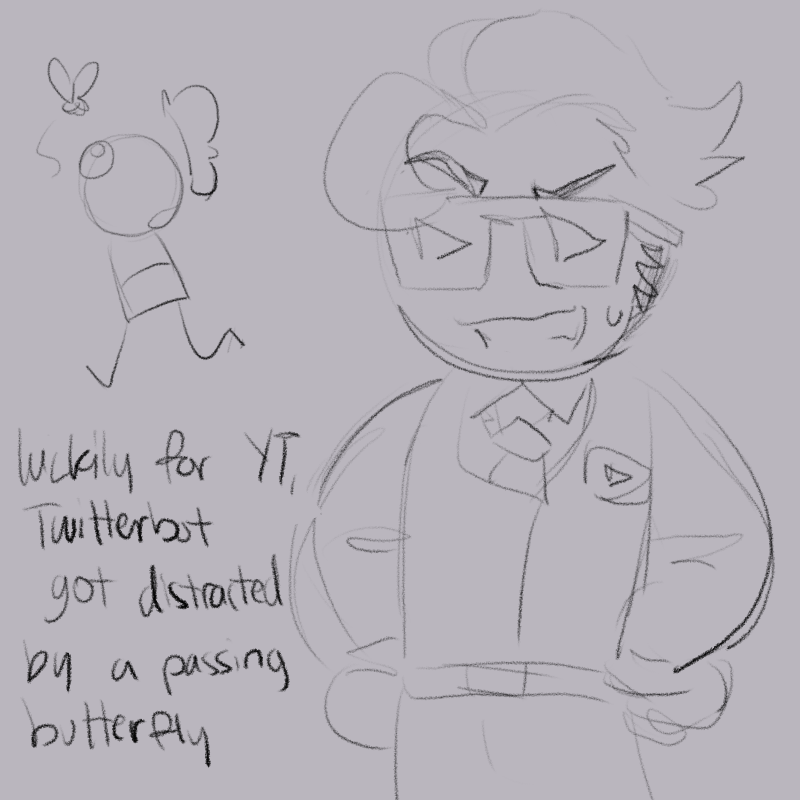 luckily for YT,
Twitterbot
got distracted
by a passing
butterfly